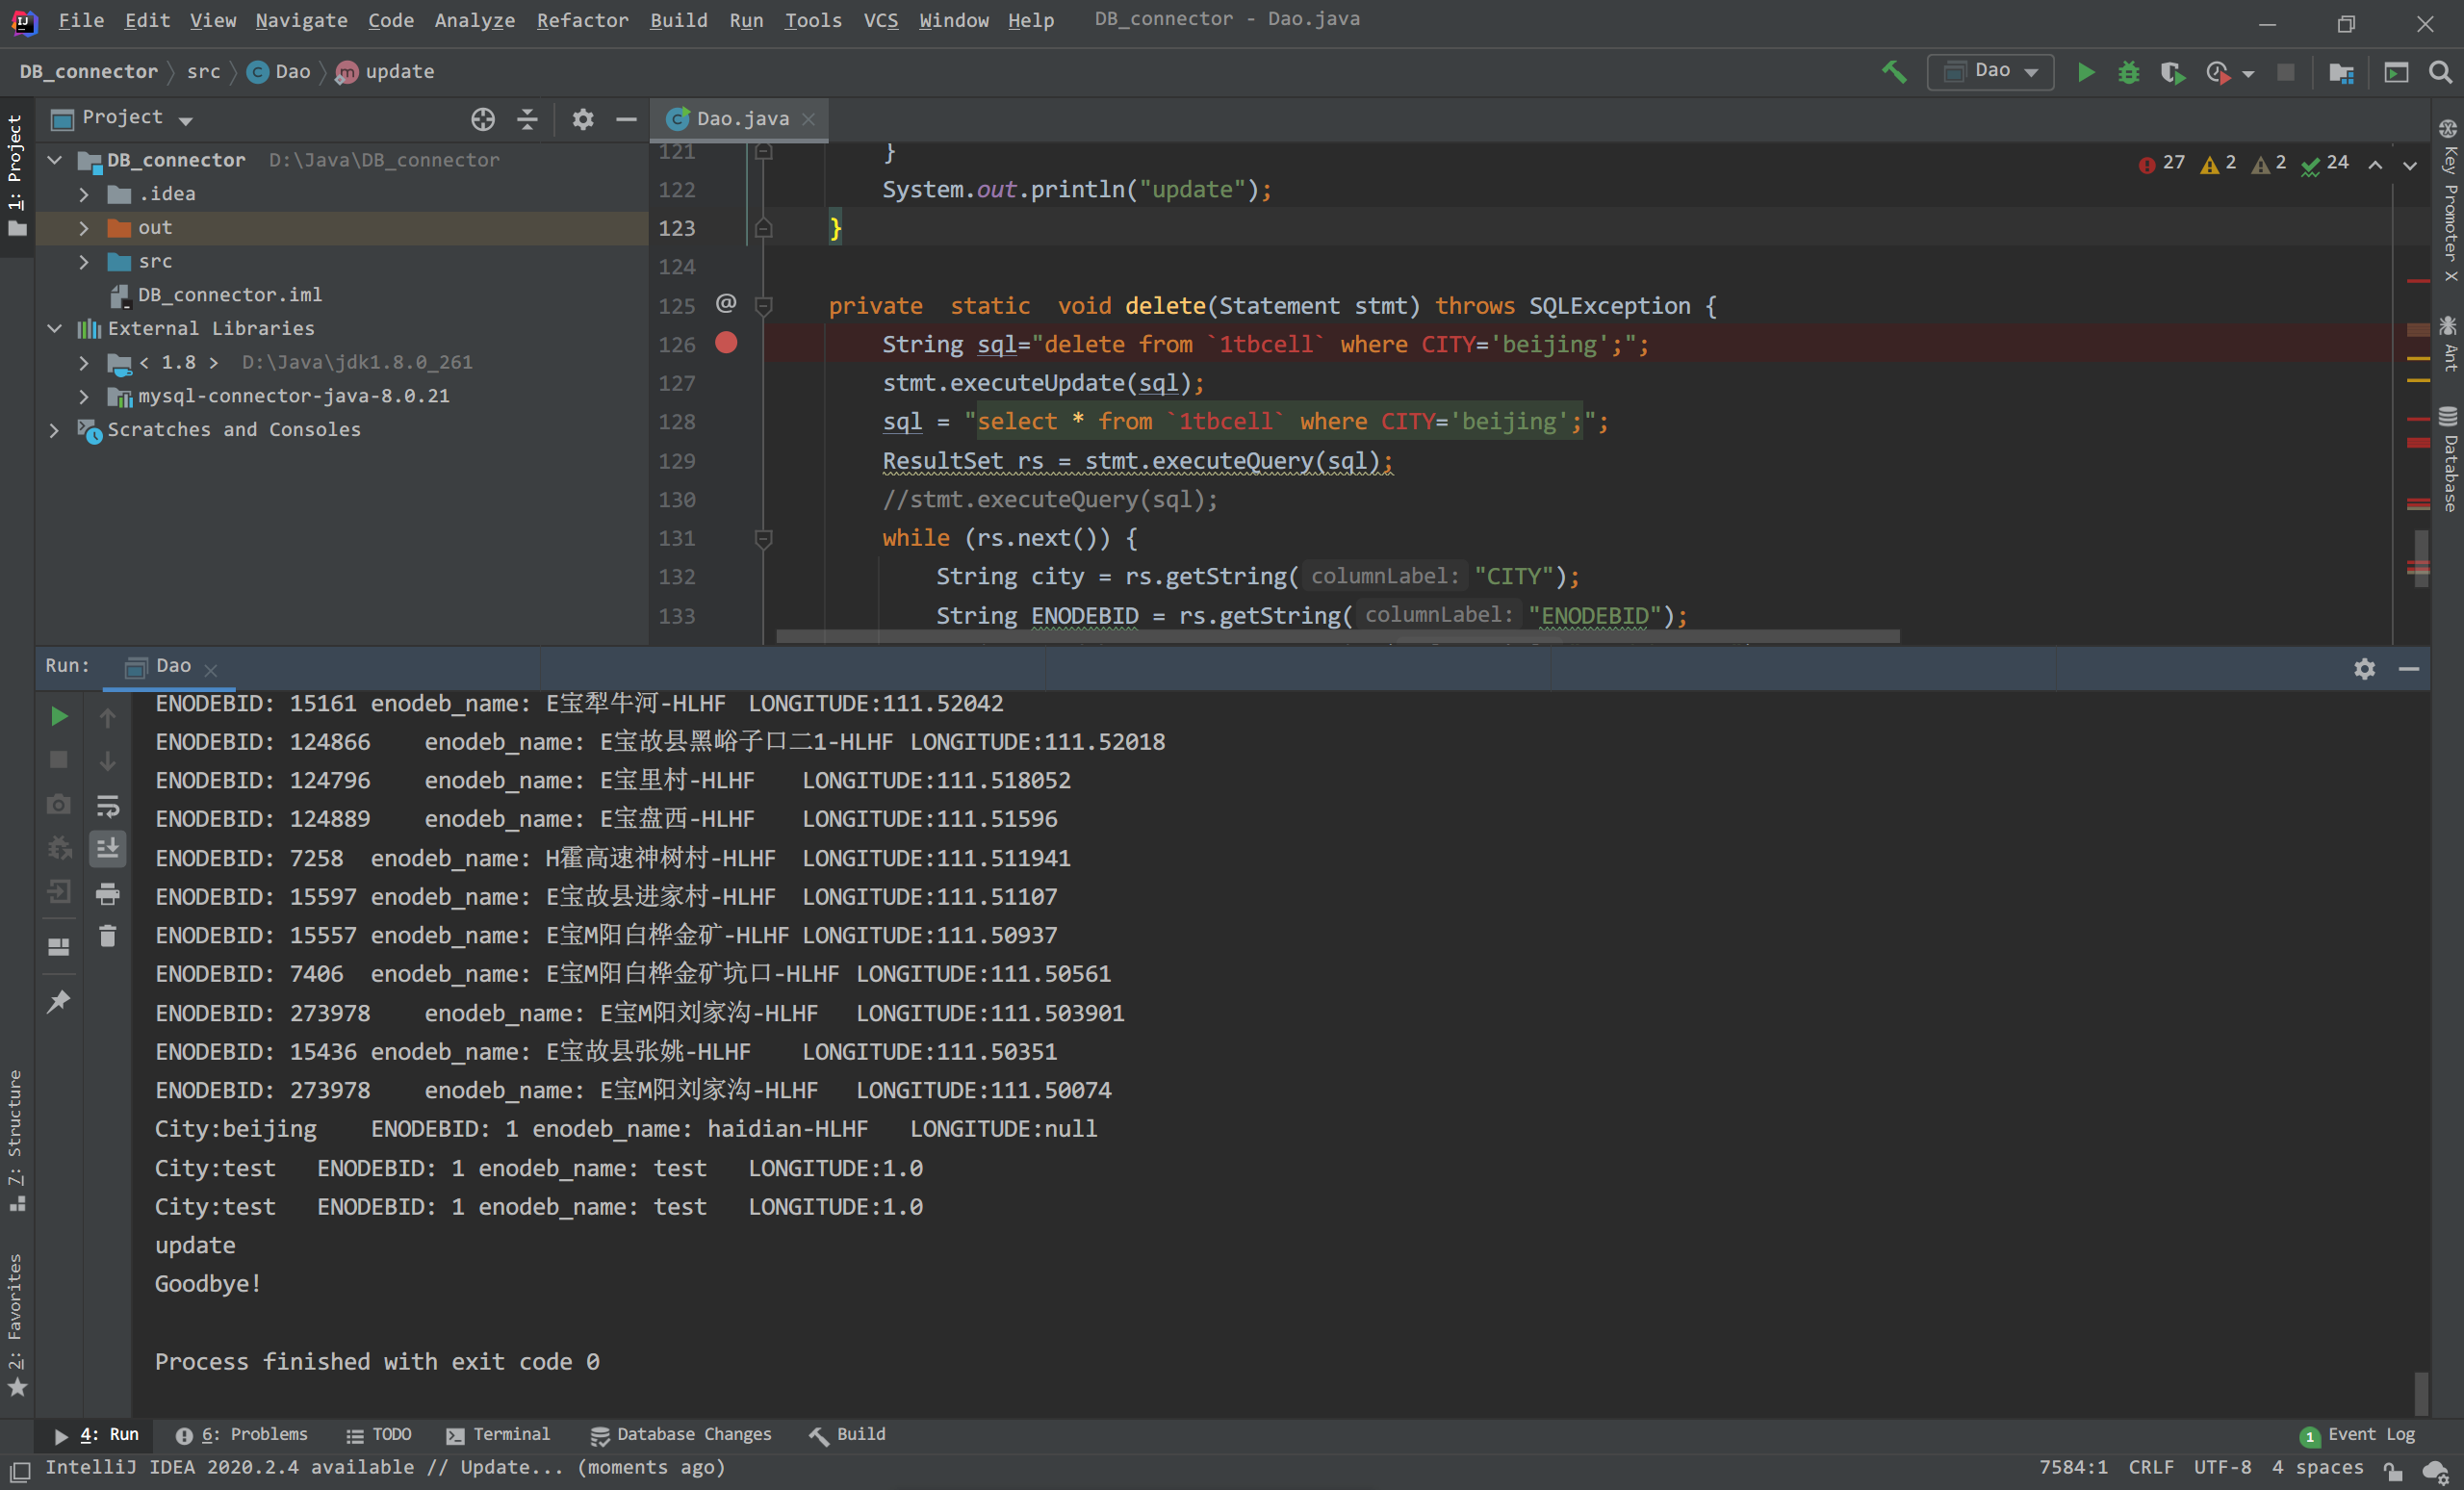 File Edit View Navigate Code Analyze Refactor Build Run Tools VCS Window Help DB_connector - Dao.java
DB_connector src Dao update
Dao
Project
Dao.java
1: Project
DB_connector D:\Java\DB_connector
.idea
out
src
DB_connector.iml
External Libraries
< 1.8 > D:\Java\jdk1.8.0_261
mysql-connector-java-8.0.21
Scratches and Consoles
27 2 2 24
121 }
122 System.out.println("update");
123 }
124
125 @ private static void delete(Statement stmt) throws SQLException {
126 String sql="delete from `1tbcell` where CITY='beijing';";
127 stmt.executeUpdate(sql);
128 sql = "select * from `1tbcell` where CITY='beijing';";
129 ResultSet rs = stmt.executeQuery(sql);
130 //stmt.executeQuery(sql);
131 while (rs.next()) {
132 String city = rs.getString( columnLabel: "CITY");
133 String ENODEBID = rs.getString( columnLabel: "ENODEBID");
Key Promoter X
Ant
Database
Run: Dao
ENODEBID: 15161 enodeb_name: E宝犁牛河-HLHF LONGITUDE:111.52042
ENODEBID: 124866 enodeb_name: E宝故县黑峪子口二1-HLHF LONGITUDE:111.52018
ENODEBID: 124796 enodeb_name: E宝里村-HLHF LONGITUDE:111.518052
ENODEBID: 124889 enodeb_name: E宝盘西-HLHF LONGITUDE:111.51596
ENODEBID: 7258 enodeb_name: H霍高速神树村-HLHF LONGITUDE:111.511941
ENODEBID: 15597 enodeb_name: E宝故县进家村-HLHF LONGITUDE:111.51107
ENODEBID: 15557 enodeb_name: E宝M阳白桦金矿-HLHF LONGITUDE:111.50937
ENODEBID: 7406 enodeb_name: E宝M阳白桦金矿坑口-HLHF LONGITUDE:111.50561
ENODEBID: 273978 enodeb_name: E宝M阳刘家沟-HLHF LONGITUDE:111.503901
ENODEBID: 15436 enodeb_name: E宝故县张姚-HLHF LONGITUDE:111.50351
ENODEBID: 273978 enodeb_name: E宝M阳刘家沟-HLHF LONGITUDE:111.50074
City:beijing ENODEBID: 1 enodeb_name: haidian-HLHF LONGITUDE:null
City:test ENODEBID: 1 enodeb_name: test LONGITUDE:1.0
City:test ENODEBID: 1 enodeb_name: test LONGITUDE:1.0
update
Goodbye!
Process finished with exit code 0
7: Structure
2: Favorites
4: Run 6: Problems TODO Terminal Database Changes Build 1 Event Log
IntelliJ IDEA 2020.2.4 available // Update... (moments ago) 7584:1 CRLF UTF-8 4 spaces